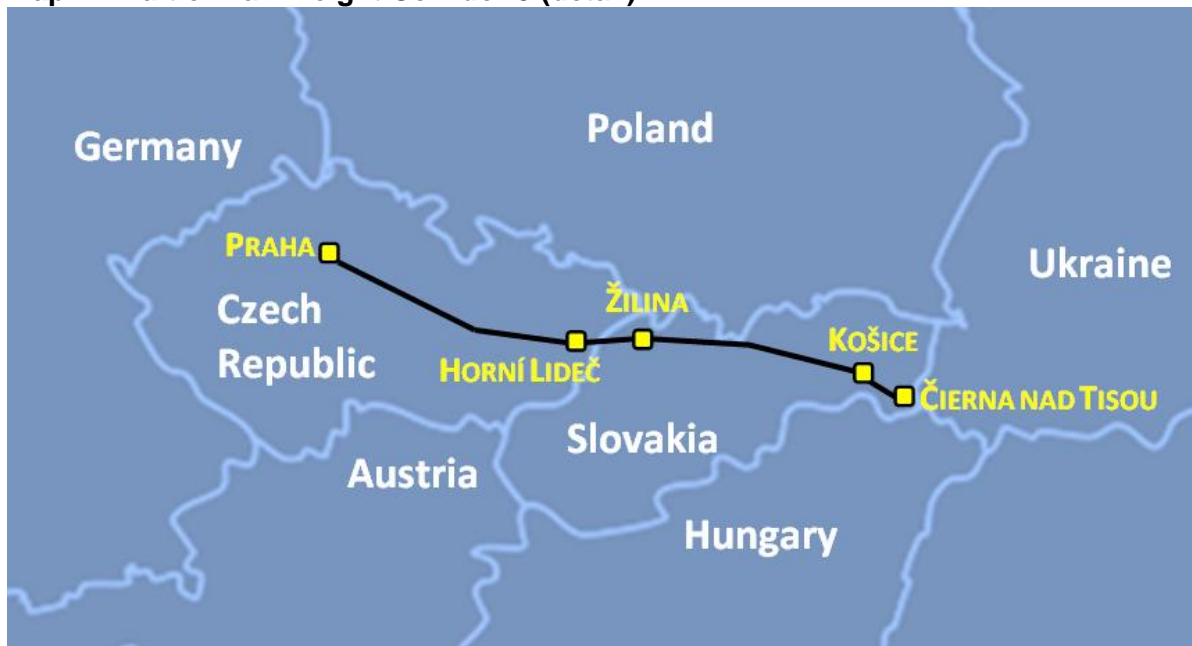 Germany
Poland
PRAHA
Ukraine
Czech
Republic
ŽILINA
HORNÍ LIDEČ
KOŠICE
ČIERNA NAD TISOU
Slovakia
Austria
Hungary